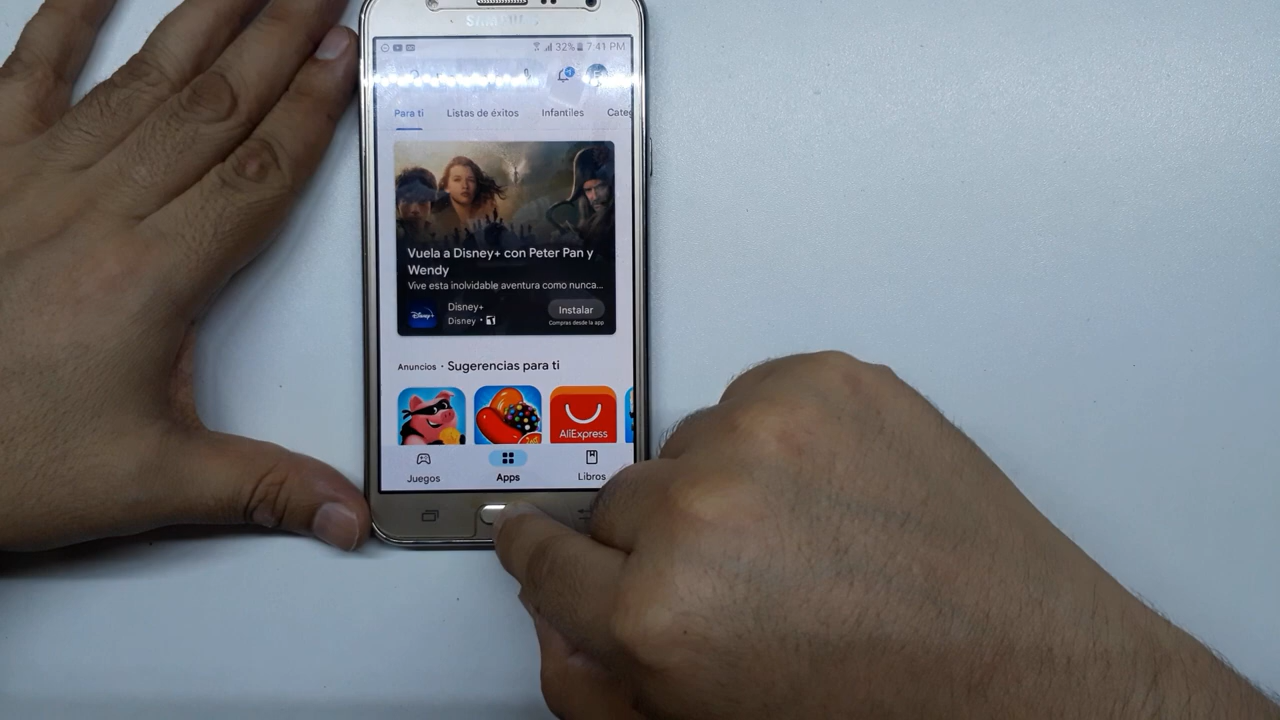 SAMSUNG
32% 7:41 PM
Para ti Listas de éxitos Infantiles Cate
Vuela a Disney+ con Peter Pan y
Wendy
Vive esta inolvidable aventura como nunca...
Disney+
Disney+
Disney •
Instalar
Compras desde la app
Anuncios • Sugerencias para ti
AliExpress
Juegos
Apps
Libros